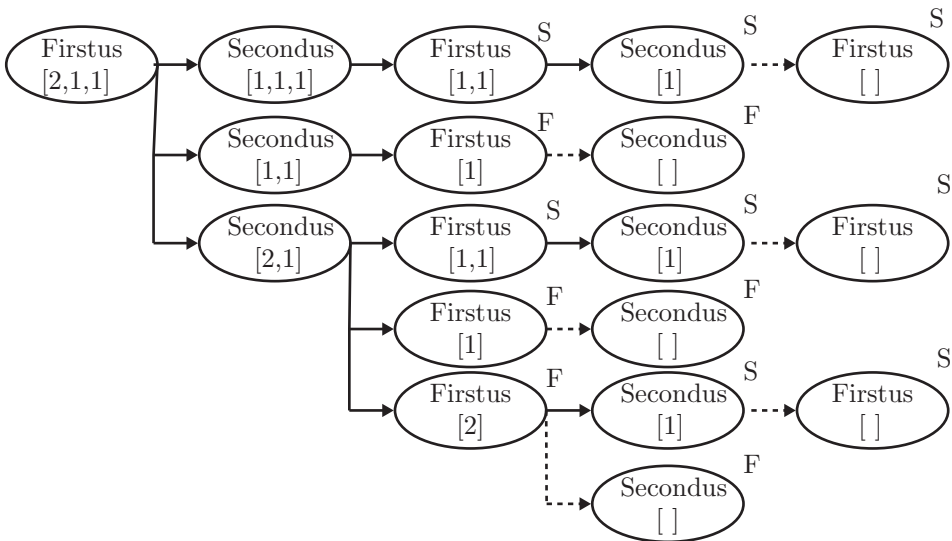 S
S
S
Firstus
Secondus
Firstus
Secondus
Firstus
[2,1,1]
[1,1,1]
[1,1]
[1]
[ ]
F
F
Secondus
Firstus
Secondus
[1,1]
[1]
[ ]
S
S
S
Secondus
Firstus
Secondus
Firstus
[2,1]
[1,1]
[1]
[ ]
F
F
Firstus
Secondus
[1]
[ ]
F
S
S
Firstus
Secondus
Firstus
[2]
[1]
[ ]
F
Secondus
[ ]